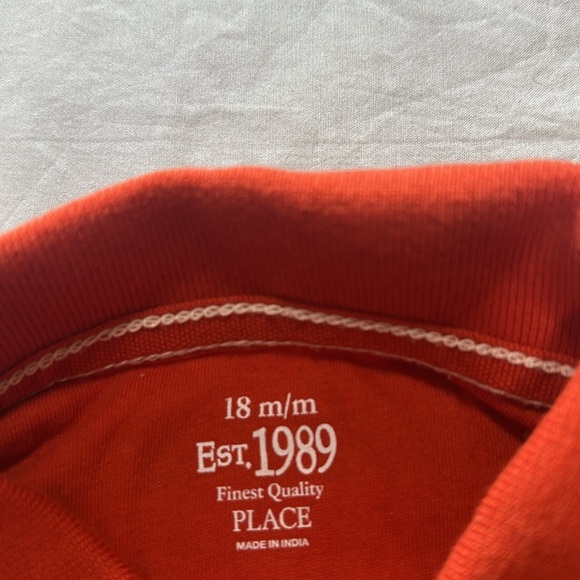 18 m/m
EST. 1989
Finest Quality
PLACE
MADE IN INDIA